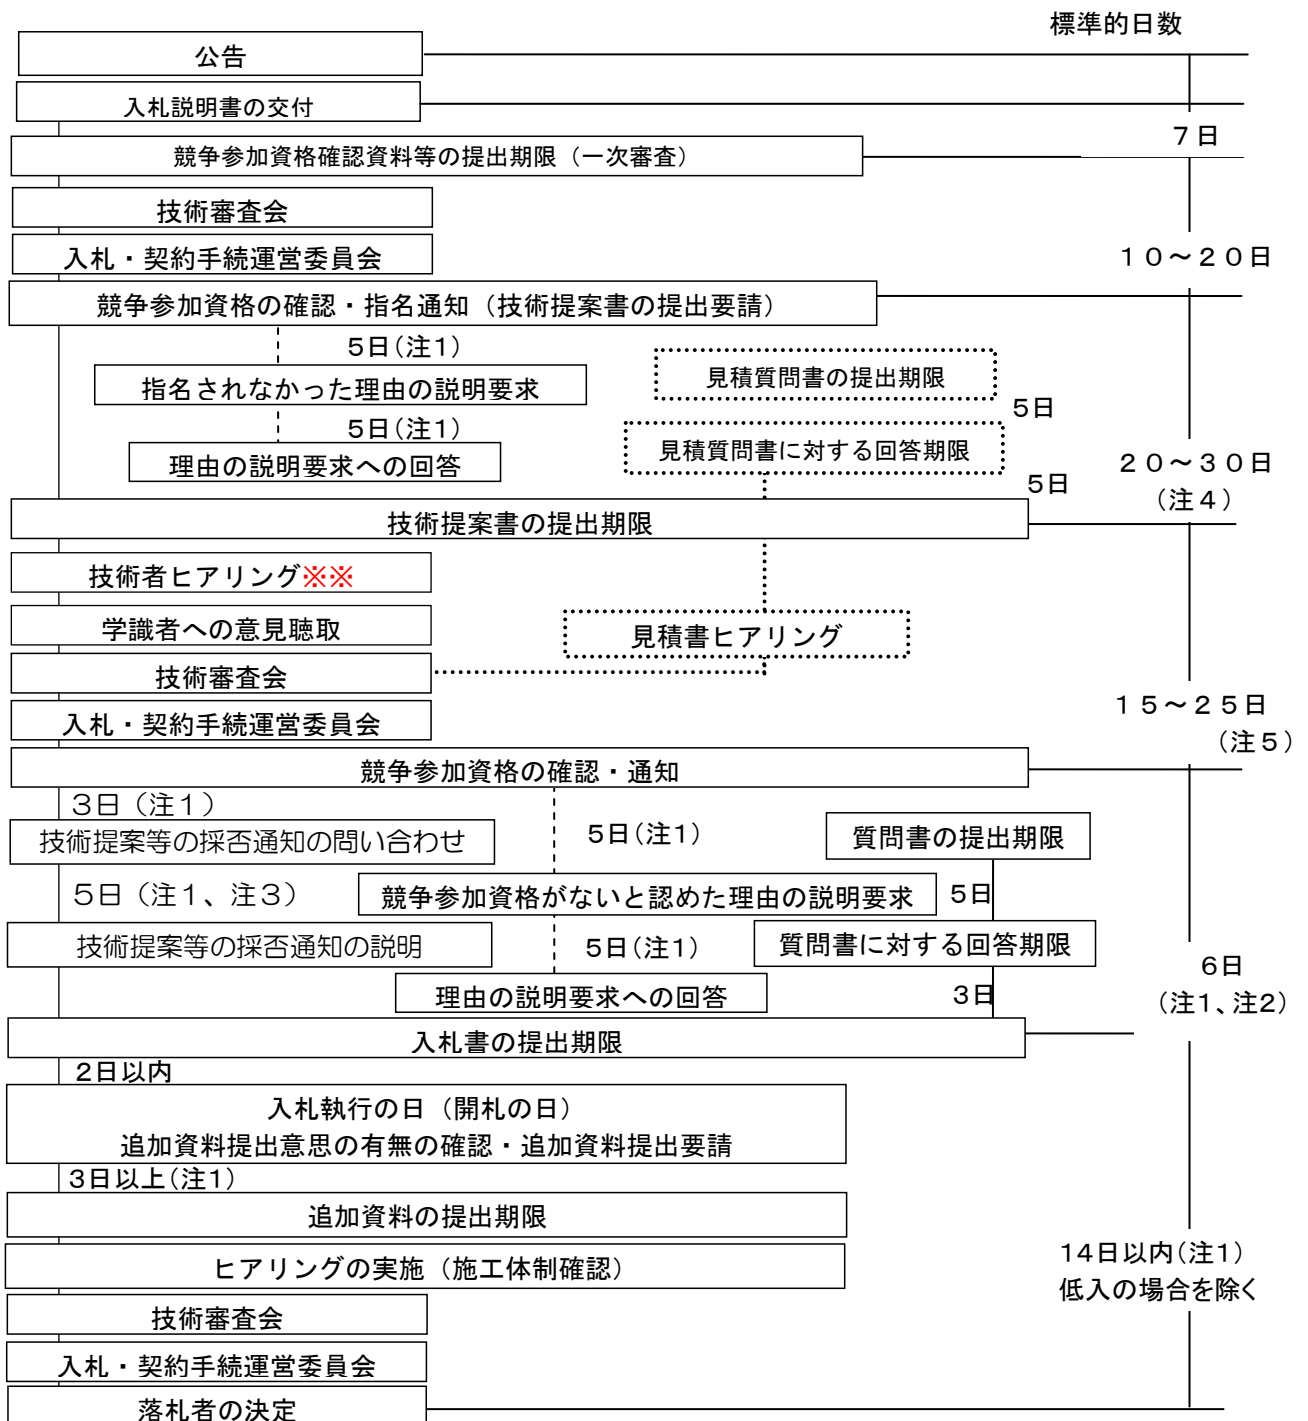 標準的日数
公告
入札説明書の交付
7日
競争参加資格確認資料等の提出期限（一次審査）
技術審査会
入札・契約手続運営委員会
１０～２０日
競争参加資格の確認・指名通知（技術提案書の提出要請）
5日(注1)
見積質問書の提出期限
指名されなかった理由の説明要求
5日
5日(注1)
見積質問書に対する回答期限
理由の説明要求への回答
２０～３０日
5日
（注４）
技術提案書の提出期限
技術者ヒアリング※※
学識者への意見聴取
見積書ヒアリング
技術審査会
１５～２５日
入札・契約手続運営委員会
（注５）
競争参加資格の確認・通知
3日（注１）
5日(注1)
質問書の提出期限
技術提案等の採否通知の問い合わせ
5日（注１、注３）
競争参加資格がないと認めた理由の説明要求
5日
技術提案等の採否通知の説明
5日(注1)
質問書に対する回答期限
6日
理由の説明要求への回答
3日
（注1、注2）
入札書の提出期限
2日以内
入札執行の日（開札の日）
追加資料提出意思の有無の確認・追加資料提出要請
3日以上(注1)
追加資料の提出期限
14日以内(注1)
ヒアリングの実施（施工体制確認）
低入の場合を除く
技術審査会
入札・契約手続運営委員会
落札者の決定